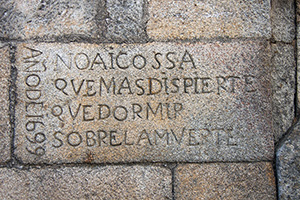 AÑO DE 1699
NO AI COSSA
QVE MAS DISPIERTE
QVE DORMIR
SOBRE LA MVERTE